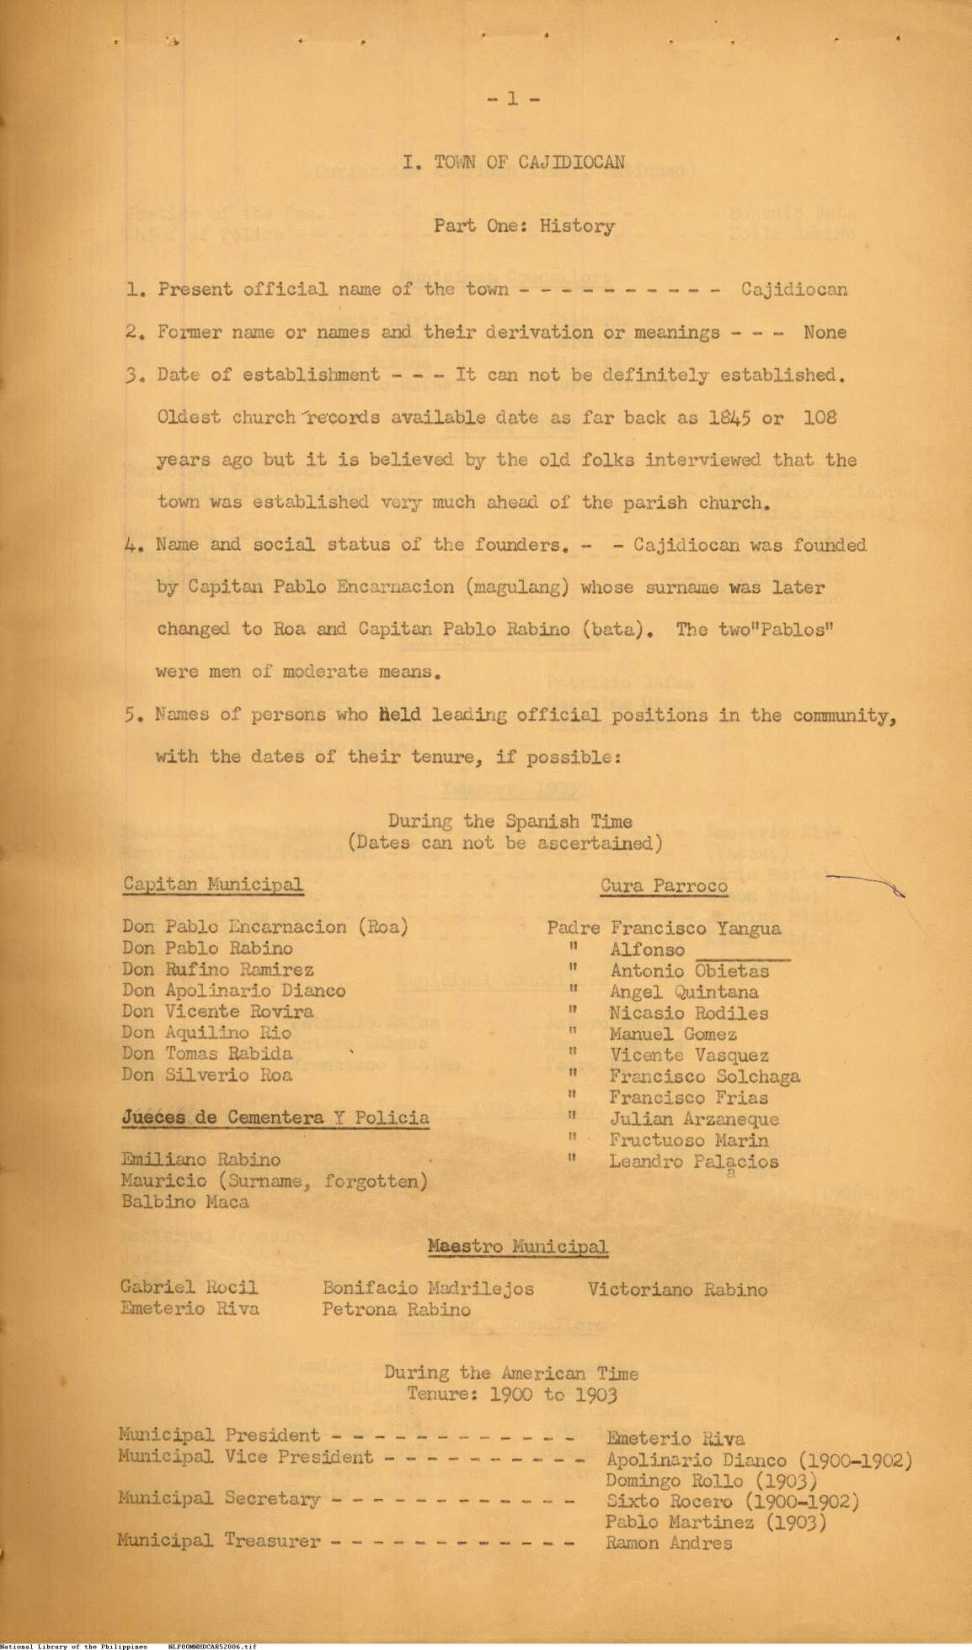 - 1 -
I. TOWN OF CAJIDIOCAN
Part One: History
1. Present official name of the town - - - - - - - - - - Cajidiocan
2. Former name or names and their derivation or meanings - - - None
3. Date of establishment - - - It can not be definitely established.
Oldest church records available date as far back as 1845 or 108
years ago but it is believed by the old folks interviewed that the
town was established very much ahead of the parish church.
4. Name and social status of the founders. - - Cajidiocan was founded
by Capitan Pablo Encarnacion (magulang) whose surname was later
changed to Roa and Capitan Pablo Rabino (bata). The two"Pablos"
were men of moderate means.
5. Names of persons who held leading official positions in the community,
with the dates of their tenure, if possible:
During the Spanish Time
(Dates can not be ascertained)
Capitan Municipal
Don Pablo Encarnacion (Roa)
Don Pablo Rabino
Don Rufino Ramirez
Don Apolinario Dianco
Don Vicente Rovira
Don Aquilino Rio
Don Tomas Rabida
Don Silverio Roa
Jueces de Cementera Y Policia
Emiliano Rabino
Mauricio (Surname, forgotten)
Balbino Maca
Cura Parroco
Padre Francisco Yangua
" Alfonso _________
" Antonio Obietas
" Angel Quintana
" Nicasio Rodiles
" Manuel Gomez
" Vicente Vasquez
" Francisco Solchaga
" Francisco Frias
" Julian Arzaneque
" Fructuoso Marin
" Leandro Palacios
a
Maestro Municipal
Gabriel Rocil Bonifacio Madrilejos Victoriano Rabino
Emeterio Riva Petrona Rabino
During the American Time
Tenure: 1900 to 1903
Municipal President - - - - - - - - - - - - Emeterio Riva
Municipal Vice President - - - - - - - - - - Apolinario Dianco (1900-1902)
Domingo Rollo (1903)
Municipal Secretary - - - - - - - - - - - - Sixto Rocero (1900-1902)
Pablo Martinez (1903)
Municipal Treasurer - - - - - - - - - - - - Ramon Andres
National Library of the Philippines NLP00MNHDCAR52006.tif